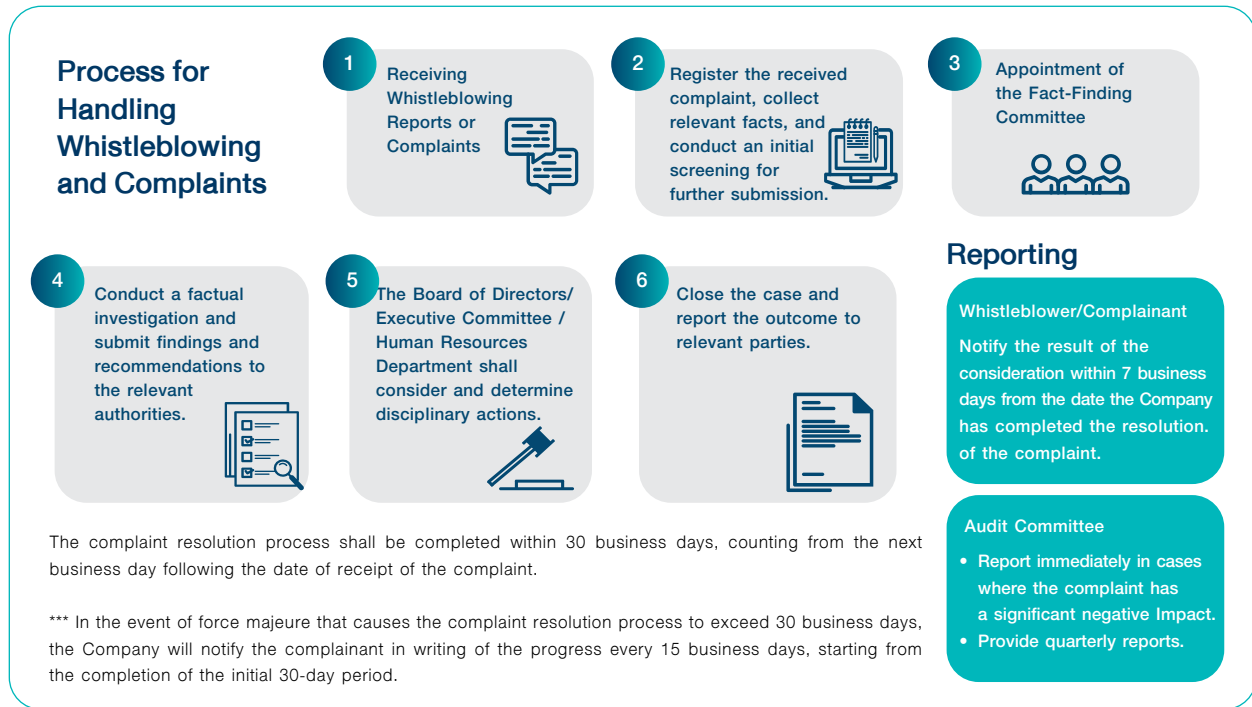 Process for
Handling
Whistleblowing
and Complaints
1
Receiving
Whistleblowing
Reports or
Complaints
2
Register the received
complaint, collect
relevant facts, and
conduct an initial
screening for
further submission.
3
Appointment of
the Fact-Finding
Committee
4
Conduct a factual
investigation and
submit findings and
recommendations to
the relevant
authorities.
5
The Board of Directors/
Executive Committee /
Human Resources
Department shall
consider and determine
disciplinary actions.
6
Close the case and
report the outcome to
relevant parties.
Reporting
Whistleblower/Complainant
Notify the result of the
consideration within 7 business
days from the date the Company
has completed the resolution.
of the complaint.
Audit Committee
• Report immediately in cases
where the complaint has
a significant negative Impact.
• Provide quarterly reports.
The complaint resolution process shall be completed within 30 business days, counting from the next
business day following the date of receipt of the complaint.
*** In the event of force majeure that causes the complaint resolution process to exceed 30 business days,
the Company will notify the complainant in writing of the progress every 15 business days, starting from
the completion of the initial 30-day period.